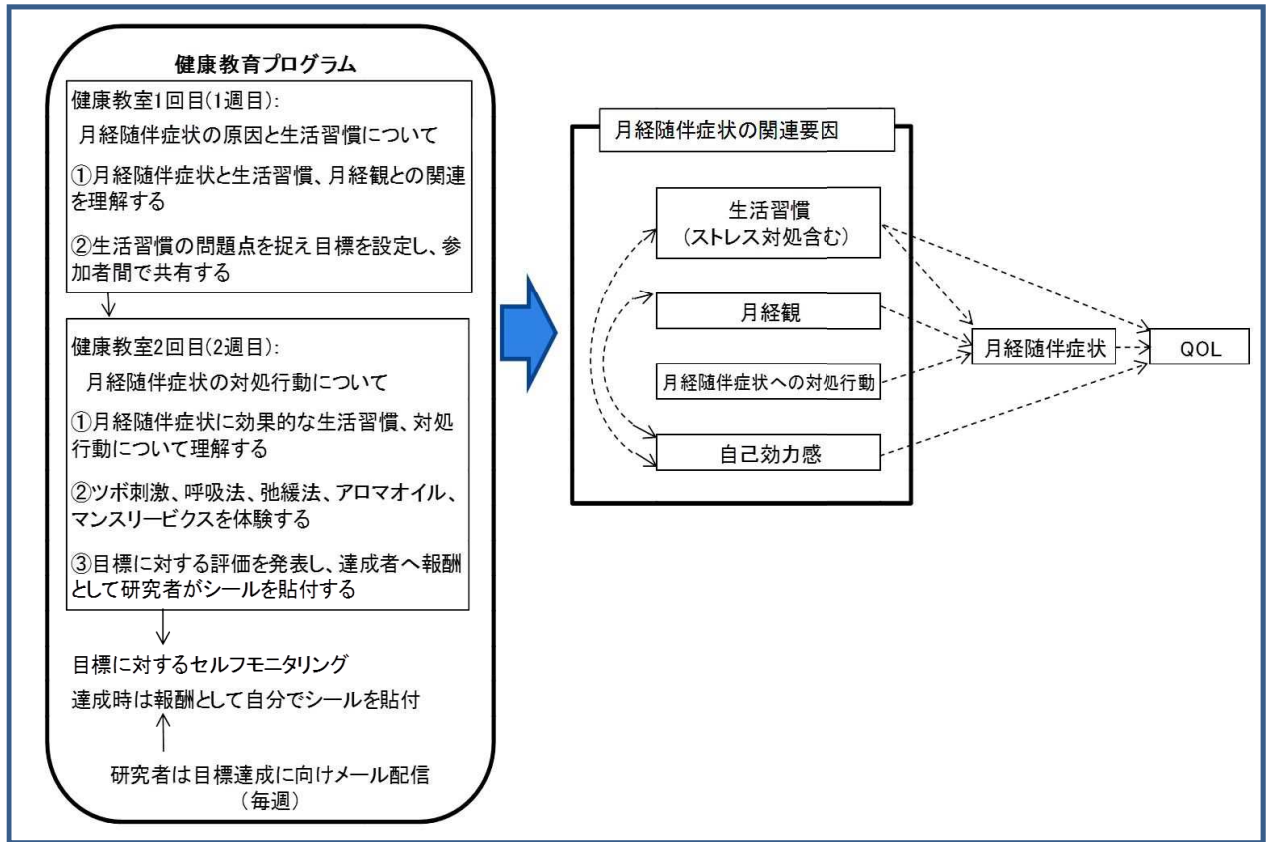 健康教育プログラム
健康教室1回目(1週目):
月経随伴症状の原因と生活習慣について
①月経随伴症状と生活習慣、月経観との関連
を理解する
②生活習慣の問題点を捉え目標を設定し、参
加者間で共有する
健康教室2回目(2週目):
月経随伴症状の対処行動について
①月経随伴症状に効果的な生活習慣、対処
行動について理解する
②ツボ刺激、呼吸法、弛緩法、アロマオイル、
マンスリービクスを体験する
③目標に対する評価を発表し、達成者へ報酬
として研究者がシールを貼付する
目標に対するセルフモニタリング
達成時は報酬として自分でシールを貼付
研究者は目標達成に向けメール配信
（毎週）
月経随伴症状の関連要因
生活習慣
（ストレス対処含む）
月経観
月経随伴症状への対処行動
自己効力感
月経随伴症状
QOL